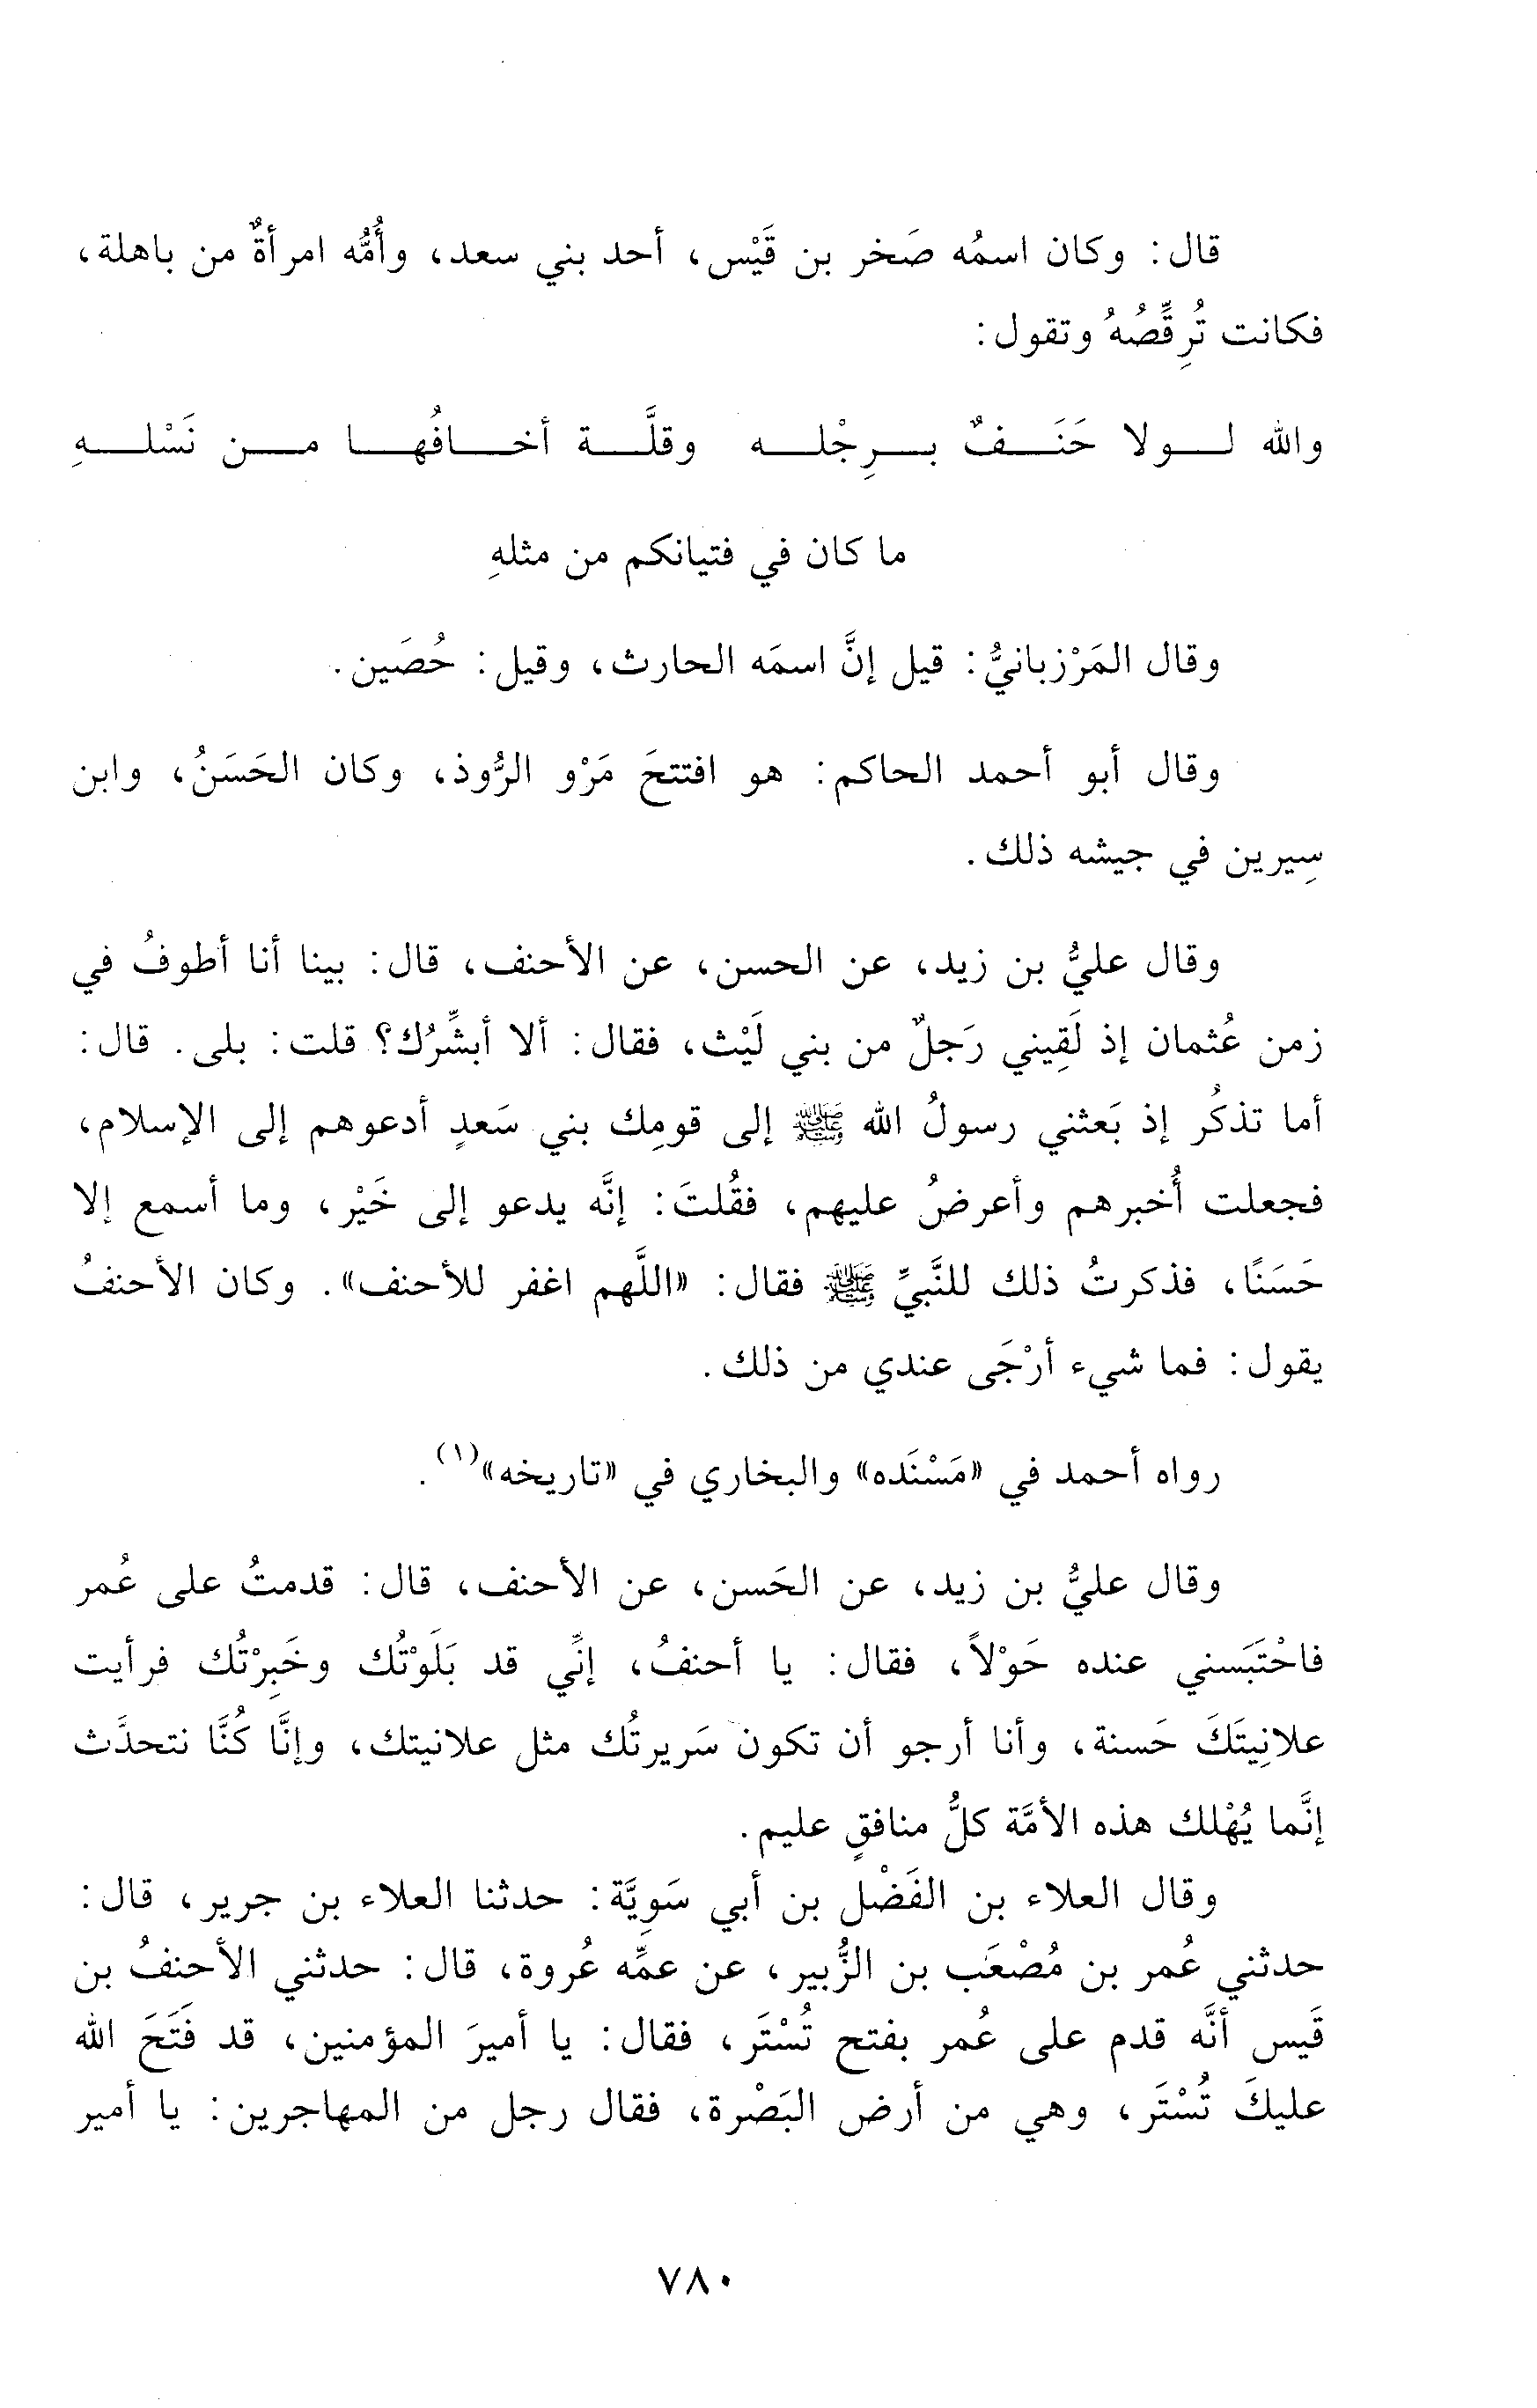 قال: وكان اسمُه صَخر بن قَيْس، أحد بني سعد، وأُمُّه امرأةٌ من باهلة،
فكانت تُرِقِّصُهُ وتقول:
والله لولا حَنَفٌ برِجْله وقلَّة أخافُها من نَسْلهِ
ما كان في فتيانكم من مثلهِ
وقال المَرْزبانيُّ: قيل إنَّ اسمَه الحارث، وقيل: حُصَين.
وقال أبو أحمد الحاكم: هو افتتحَ مَرْو الرُّوذ، وكان الحَسَنُ، وابن
سِيرين في جيشه ذلك.
وقال عليُّ بن زيد، عن الحسن، عن الأحنف، قال: بينا أنا أطوفُ في
زمن عُثمان إذ لَقِيني رَجلٌ من بني لَيْث، فقال: ألا أبشِّرُك؟ قلت: بلى. قال:
أما تذكُر إذ بَعثني رسولُ الله ﷺ إلى قومِك بني سَعدٍ أدعوهم إلى الإسلام،
فجعلت أُخبرهم وأعرضُ عليهم، فقُلتَ: إنَّه يدعو إلى خَيْر، وما أسمع إلا
حَسَنًا، فذكرتُ ذلك للنَّبيِّ ﷺ فقال: «اللَّهم اغفر للأحنف». وكان الأحنفُ
يقول: فما شيء أرْجَى عندي من ذلك.
رواه أحمد في «مَسْنَده» والبخاري في «تاريخه»(١).
وقال عليُّ بن زيد، عن الحَسن، عن الأحنف، قال: قدمتُ على عُمر
فاحْتَبَسني عنده حَوْلاً، فقال: يا أحنفُ، إنِّي قد بَلَوْتُك وخَبِرْتُك فرأيت
علانِيتَكَ حَسنة، وأنا أرجو أن تكون سَريرتُك مثل علانيتك، وإنَّا كُنَّا نتحدَّث
إنَّما يُهْلك هذه الأمَّة كلُّ منافقٍ عليم.
وقال العلاء بن الفَضْل بن أبي سَوِيَّة: حدثنا العلاء بن جرير، قال:
حدثني عُمر بن مُصْعَب بن الزُّبير، عن عمِّه عُروة، قال: حدثني الأحنفُ بن
قَيس أنَّه قدم على عُمر بفتح تُسْتَر، فقال: يا أميرَ المؤمنين، قد فَتَحَ الله
عليكَ تُسْتَر، وهي من أرض البَصْرة، فقال رجل من المهاجرين: يا أمير
٧٨٠